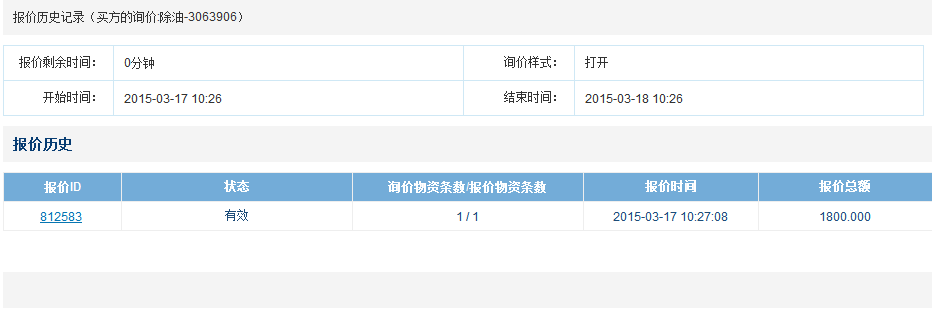 报价历史记录（买方的询价:除油-3063906）
报价剩余时间： 0分钟 询价样式： 打开
开始时间： 2015-03-17 10:26 结束时间： 2015-03-18 10:26
报价历史
报价ID 状态 询价物资条数/报价物资条数 报价时间 报价总额
812583 有效 1 / 1 2015-03-17 10:27:08 1800.000